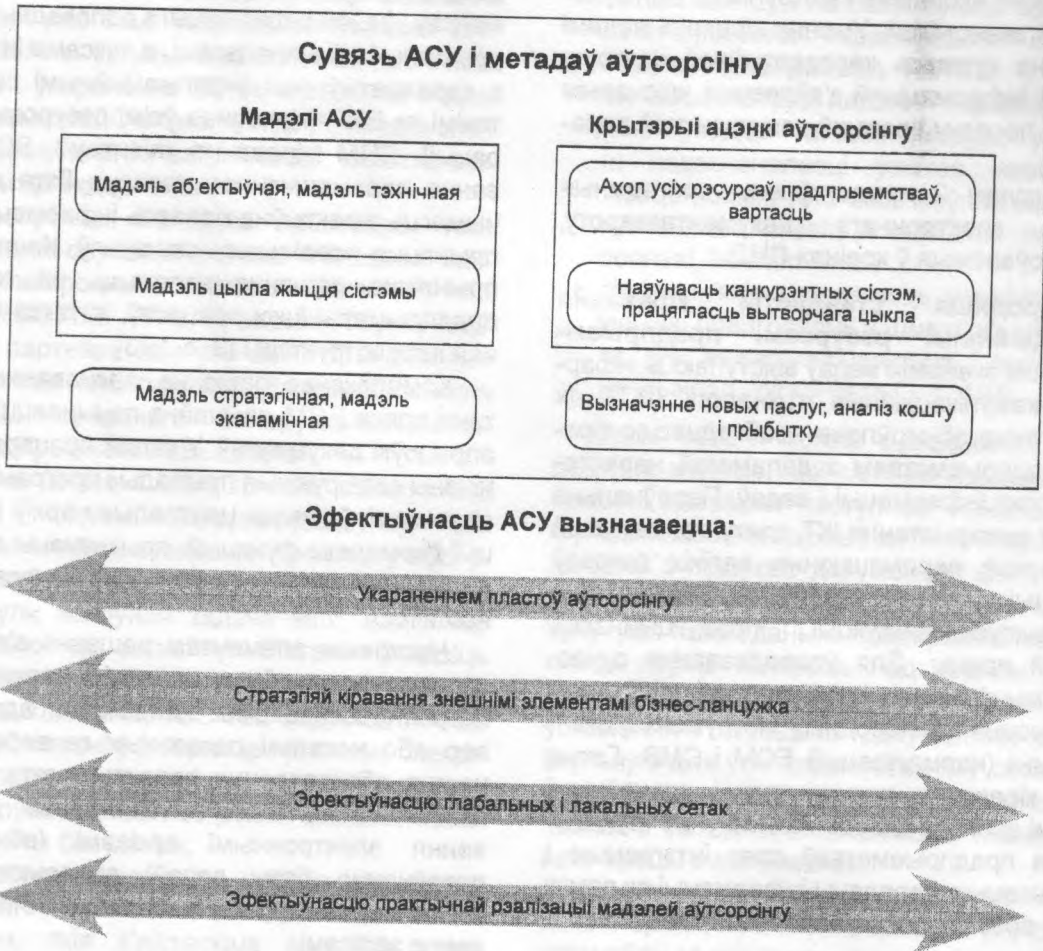 Сувязь АСУ і метадаў аўтсорсінгу
Мадэлі АСУ
Мадэль аб'ектыўная, мадэль тэхнічная
Мадэль цыкла жыцця сістэмы
Мадэль стратэгічная, мадэль
эканамічная
Крытэрыі ацэнкі аўтсорсінгу
Ахоп усіх рэсурсаў прадпрыемстваў,
вартасць
Наяўнасць канкурэнтных сістэм,
працягласць вытворчага цыкла
Вызначэнне новых паслуг, аналіз кошту
і прыбытку
Эфектыўнасць АСУ вызначаецца:
Укараненнем пластоў аўтсорсінгу
Стратэгіяй кіравання знешнімі элементамі бізнес-ланцужка
Эфектыўнасцю глабальных і лакальных сетак
Эфектыўнасцю практычнай рэалізацыі мадэлей аўтсорсінгу